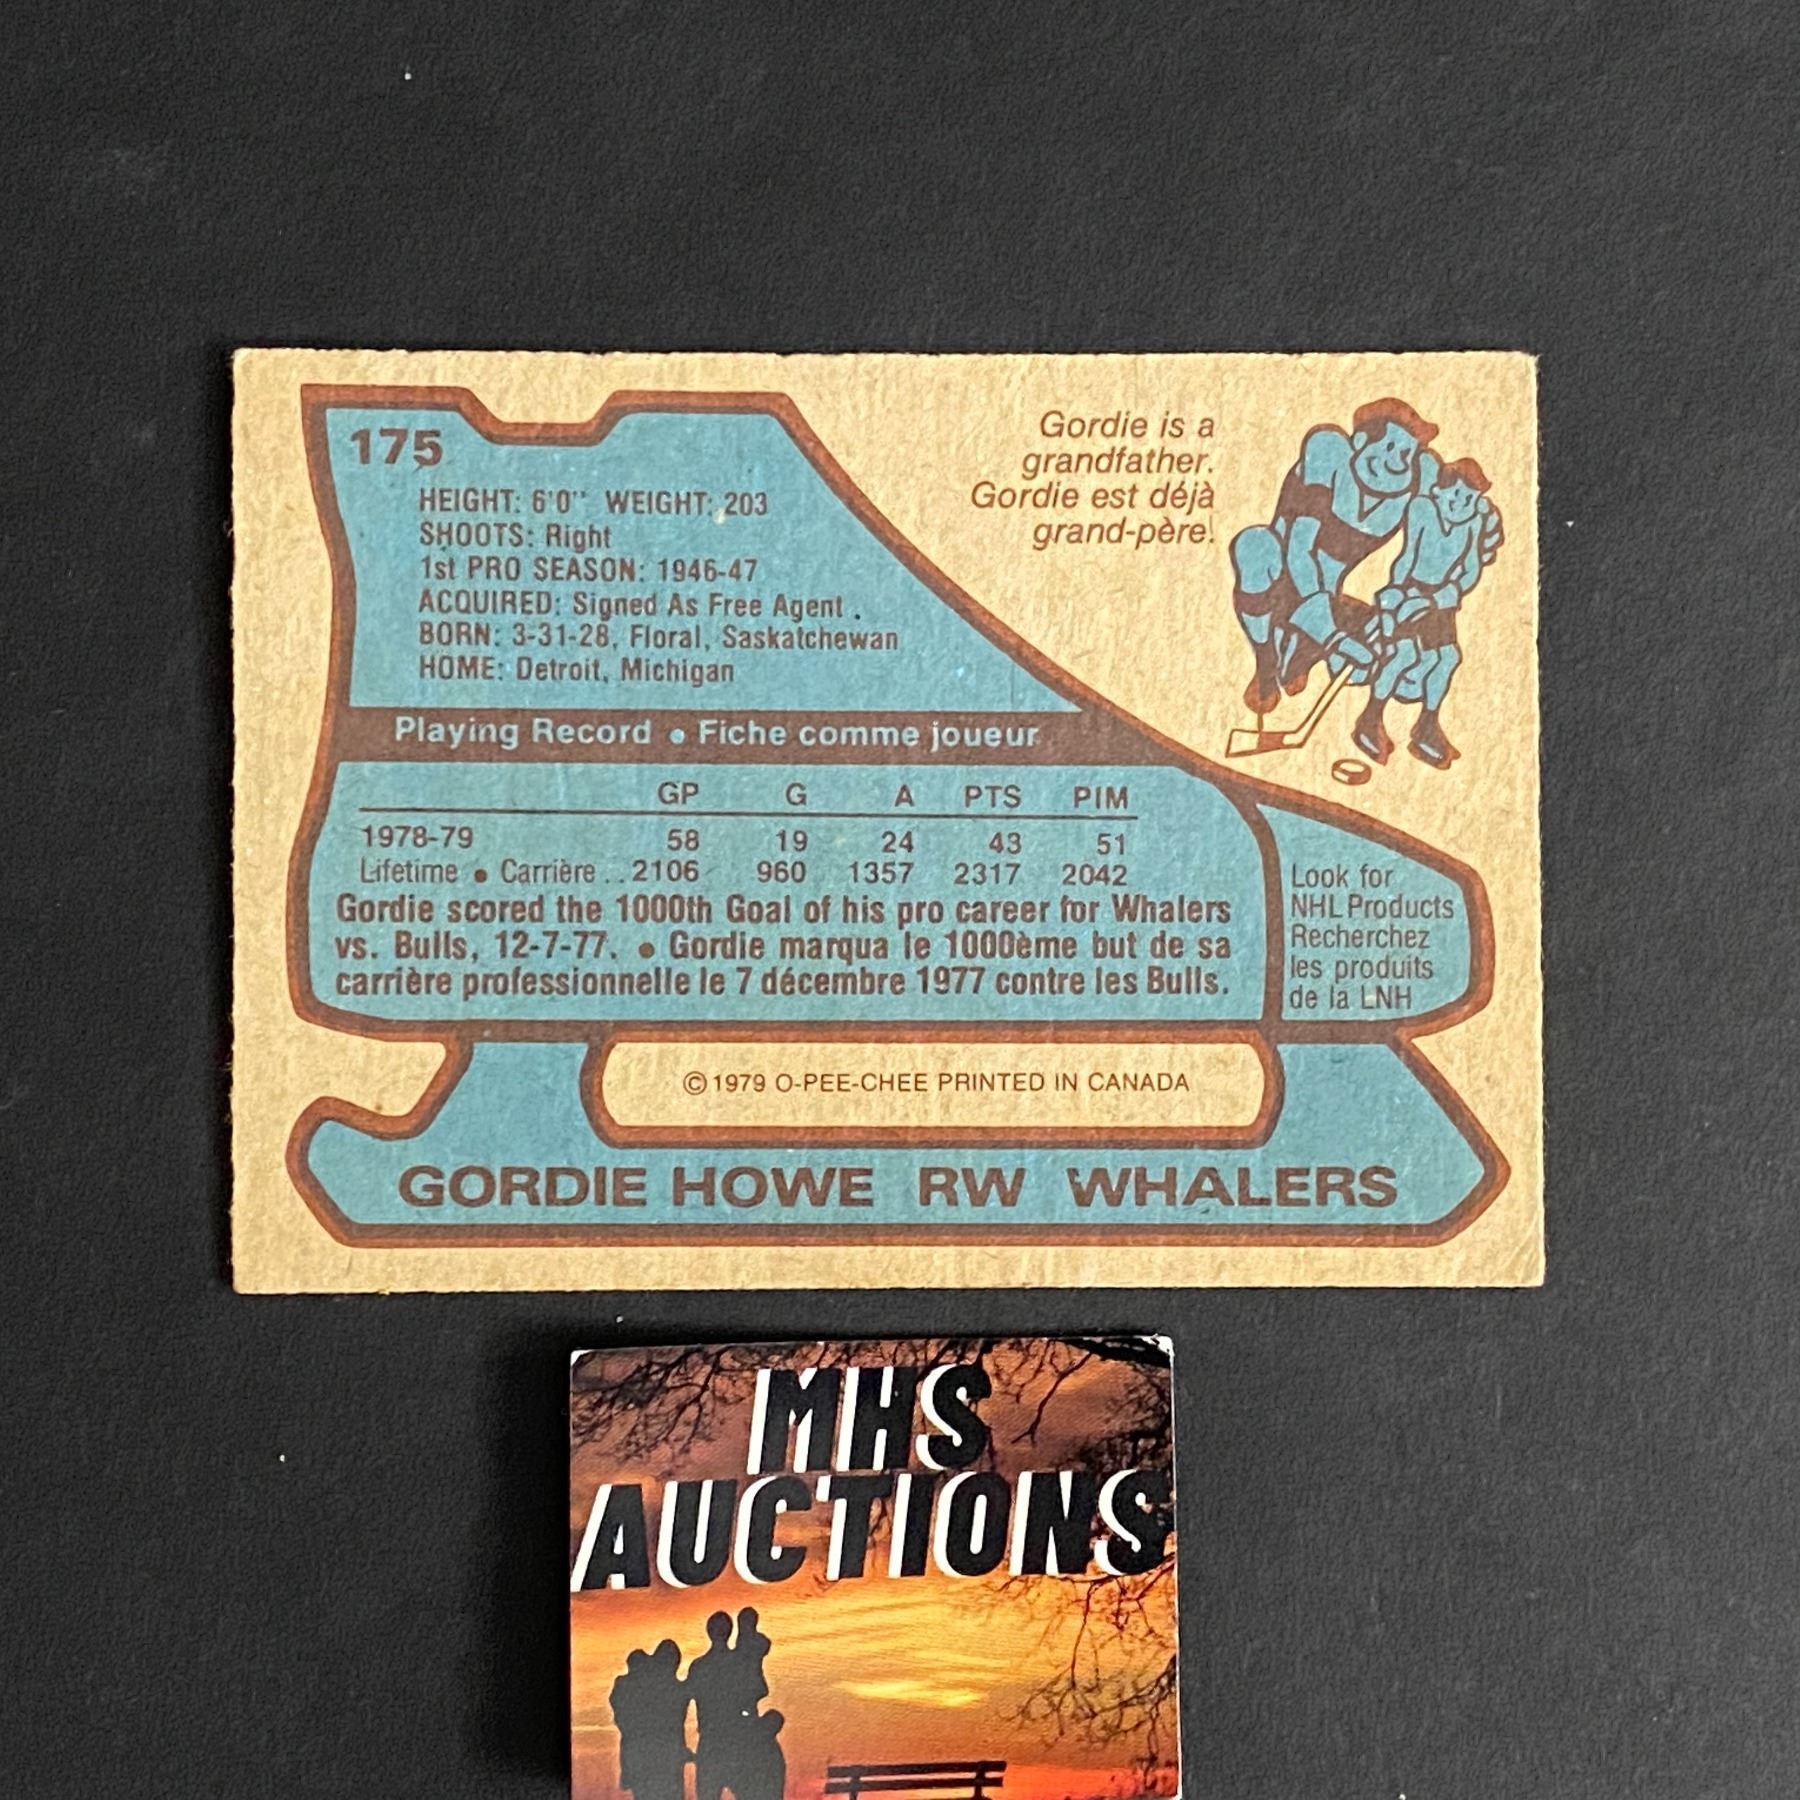 175
HEIGHT: 6'0" WEIGHT: 203
SHOOTS: Right
1st PRO SEASON: 1946-47
ACQUIRED: Signed As Free Agent .
BORN: 3-31-28, Floral, Saskatchewan
HOME: Detroit, Michigan
Gordie is a
grandfather.
Gordie est déjà
grand-père!
Playing Record • Fiche comme joueur
GP G A PTS PIM
1978-79 58 19 24 43 51
Lifetime • Carrière .. 2106 960 1357 2317 2042
Gordie scored the 1000th Goal of his pro career for Whalers
vs. Bulls, 12-7-77. • Gordie marqua le 1000ème but de sa
carrière professionnelle le 7 décembre 1977 contre les Bulls.
Look for
NHL Products
Recherchez
les produits
de la LNH
© 1979 O-PEE-CHEE PRINTED IN CANADA
GORDIE HOWE RW WHALERS
MHS
AUCTIONS